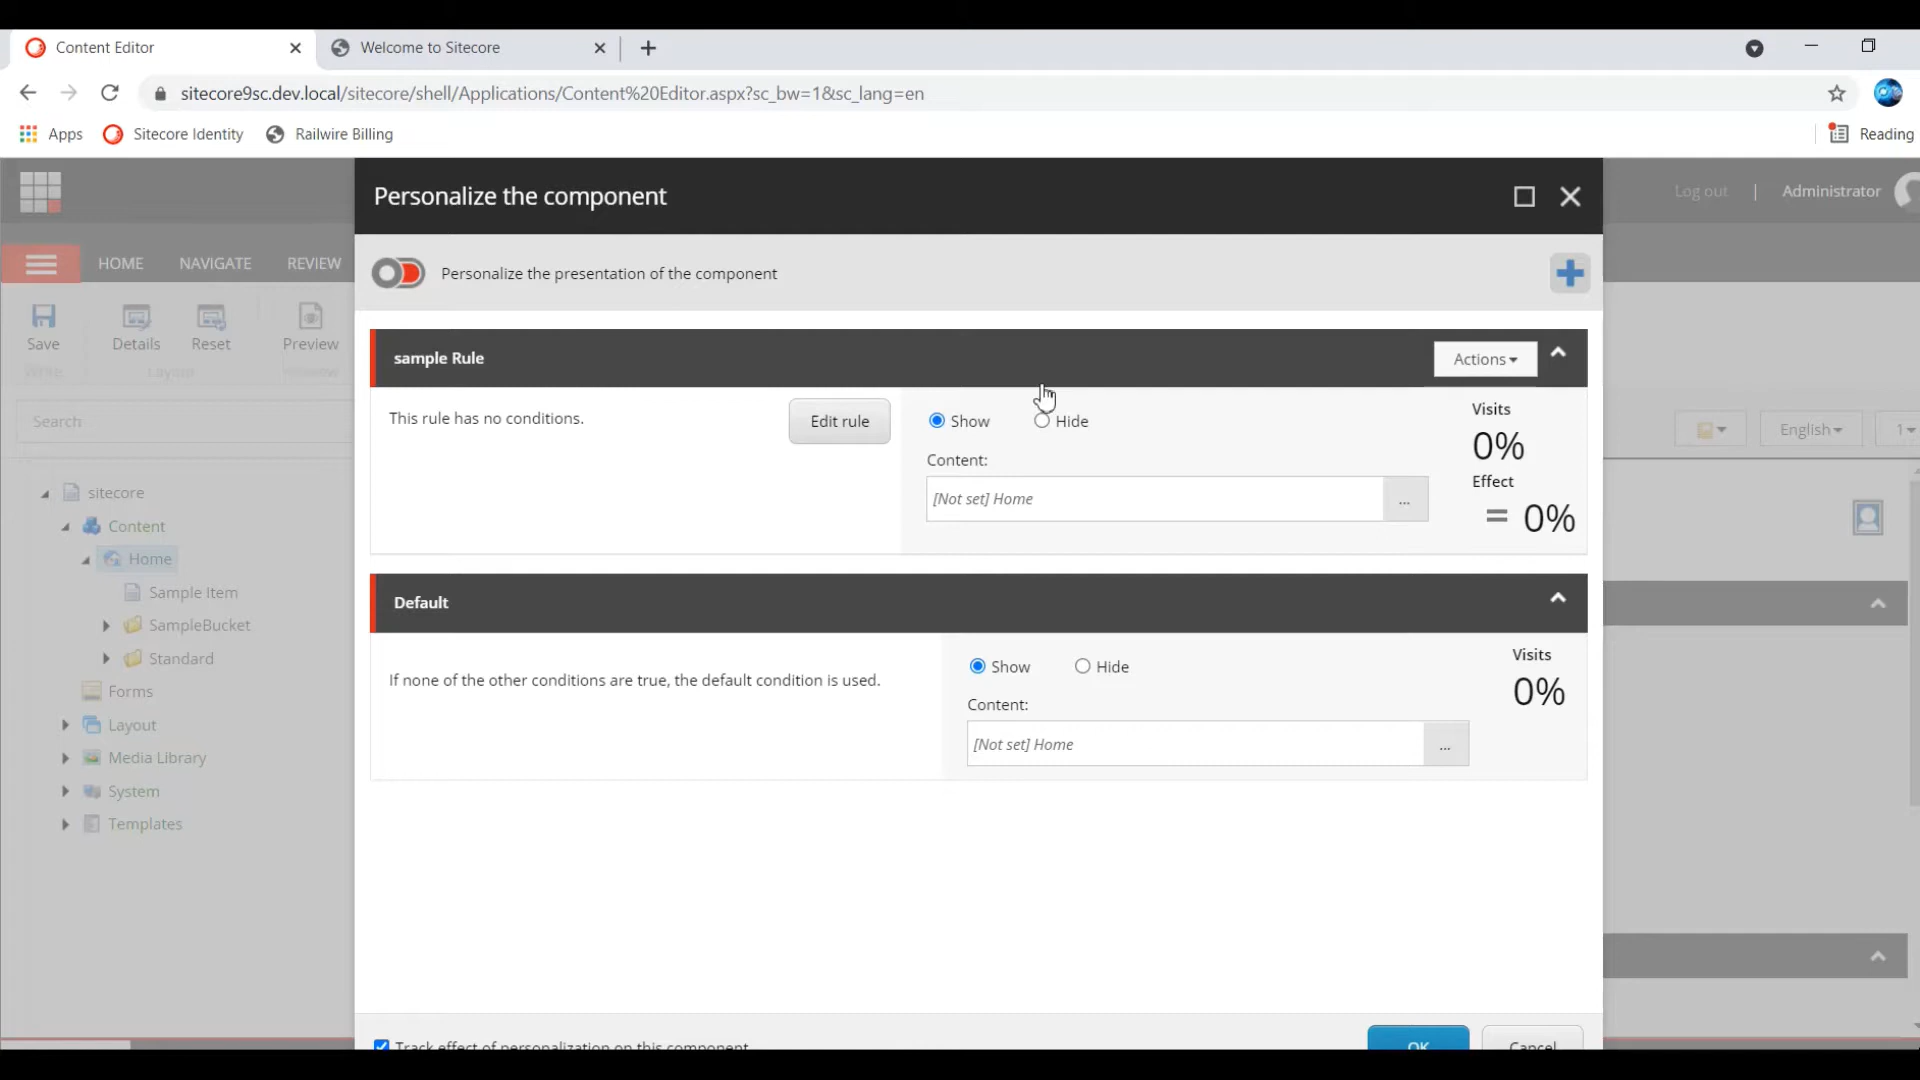 Content Editor
Welcome to Sitecore
sitecore9sc.dev.local/sitecore/shell/Applications/Content%20Editor.aspx?sc_bw=1&sc_lang=en
Apps
Sitecore Identity
Railwire Billing
Reading
Personalize the component
Log out | Administrator
HOME
NAVIGATE
REVIEW
Personalize the presentation of the component
Save
Details
Reset
Preview
Write
Layout
sample Rule
Actions
Search
This rule has no conditions.
Edit rule
Show
Hide
Visits
0%
English
1
Content:
[Not set] Home
...
Effect
= 0%
sitecore
Content
Home
Sample Item
SampleBucket
Standard
Forms
Layout
Media Library
System
Templates
Default
If none of the other conditions are true, the default condition is used.
Show
Hide
Content:
[Not set] Home
...
Visits
0%
Track effect of personalization on this component
OK
Cancel